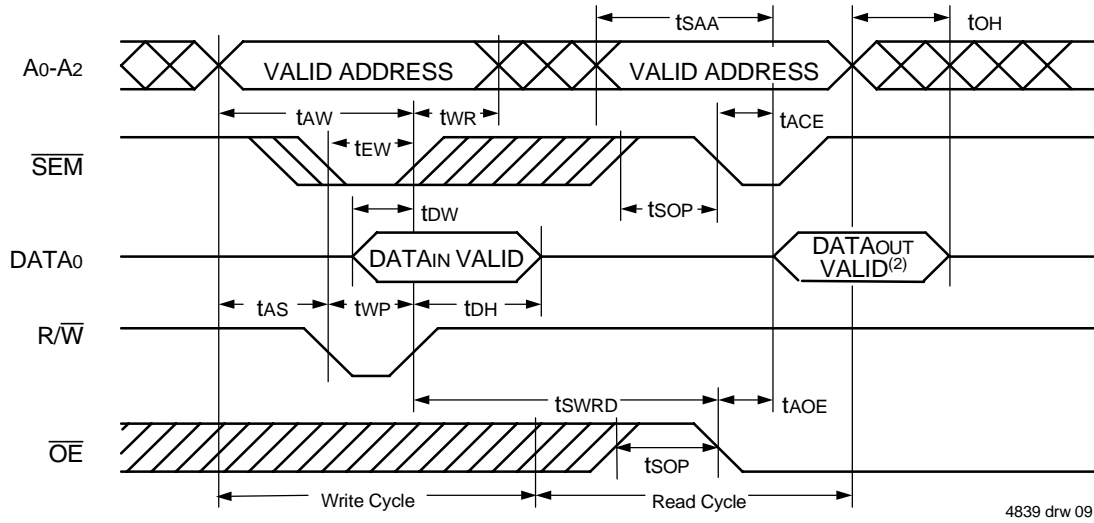 tSAA
tOH
A0-A2
VALID ADDRESS
VALID ADDRESS
tAW
tWR
tACE
tEW
SEM
tSOP
tDW
DATA0
DATAIN VALID
DATAOUT
VALID(2)
tAS
tWP
tDH
R/W
tSWRD
tAOE
OE
tSOP
Write Cycle
Read Cycle
4839 drw 09